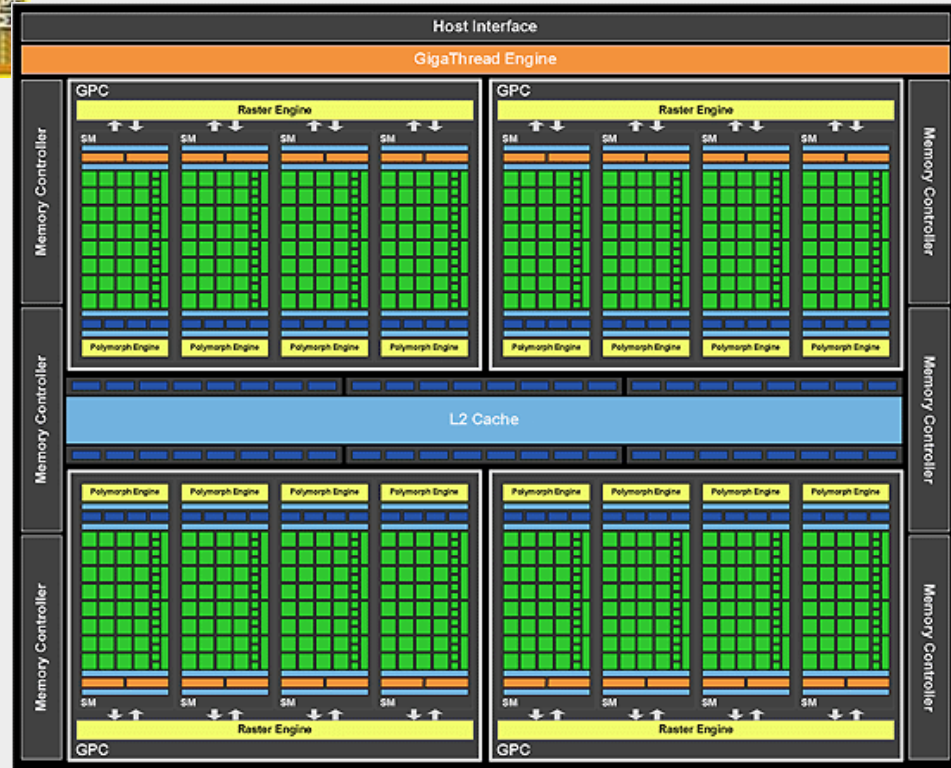 Host Interface
GigaThread Engine
GPC
GPC
Raster Engine
Raster Engine
SM SM SM SM
SM SM SM SM
Memory Controller
Memory Controller
Polymorph Engine Polymorph Engine Polymorph Engine Polymorph Engine
Polymorph Engine Polymorph Engine Polymorph Engine Polymorph Engine
Memory Controller
L2 Cache
Memory Controller
Polymorph Engine Polymorph Engine Polymorph Engine Polymorph Engine
Polymorph Engine Polymorph Engine Polymorph Engine Polymorph Engine
Memory Controller
Memory Controller
SM SM SM SM
SM SM SM SM
Raster Engine
Raster Engine
GPC
GPC